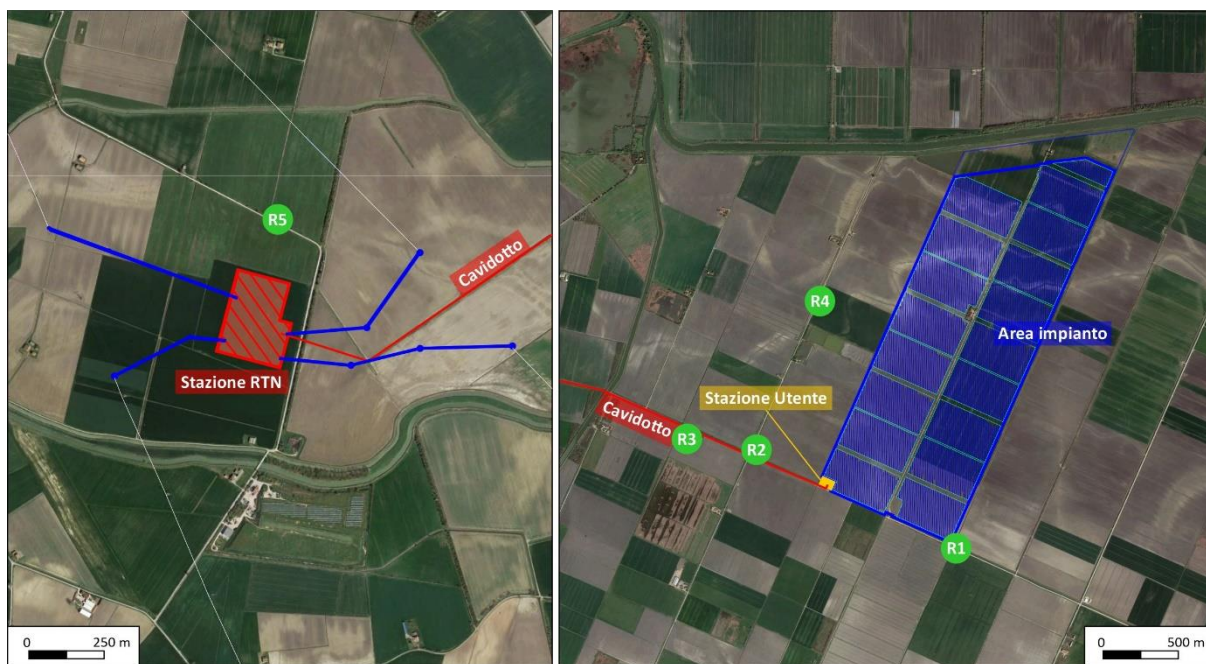 R5
Cavidotto
Stazione RTN
0 250 m
R4
Area impianto
Stazione Utente
Cavidotto
R3
R2
R1
0 500 m